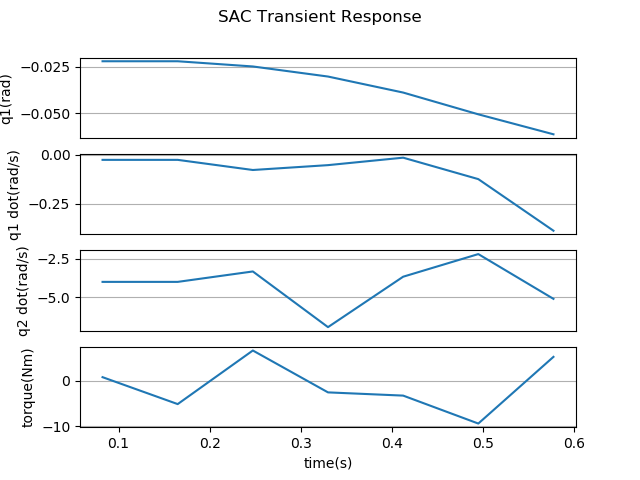 SAC Transient Response
q1(rad)
−0.025
−0.050
q1 dot(rad/s)
0.00
−0.25
q2 dot(rad/s)
−2.5
−5.0
torque(Nm)
0
−10
0.1 0.2 0.3 0.4 0.5 0.6
time(s)